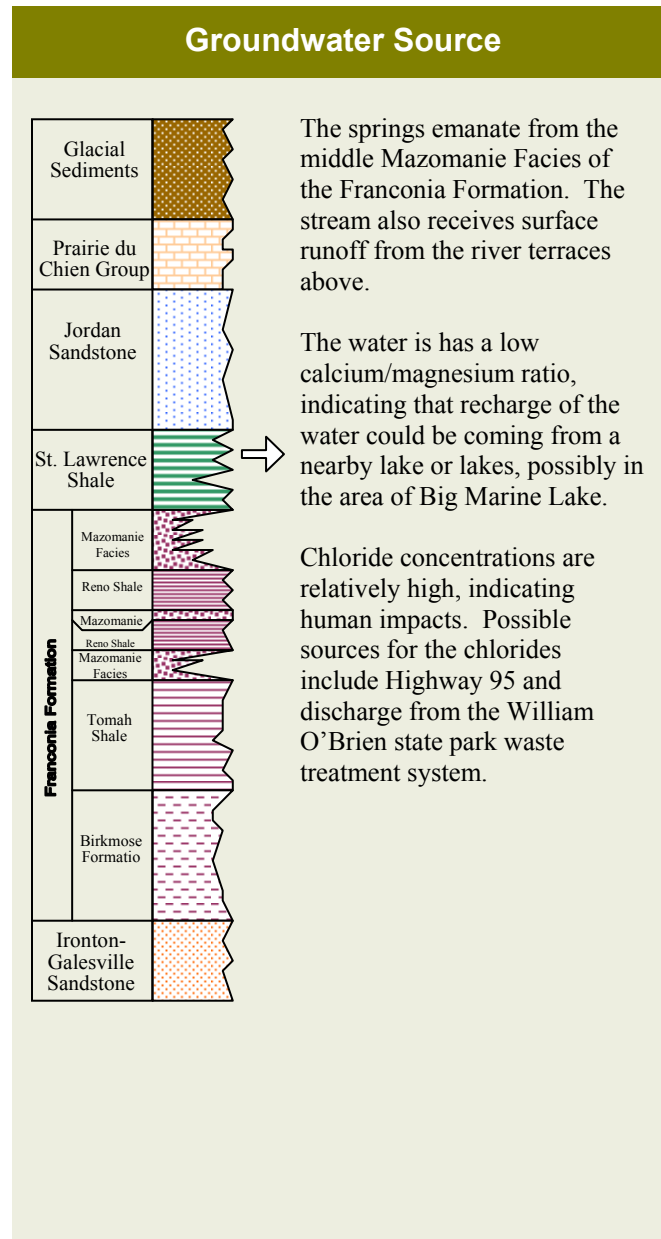 Groundwater Source
Glacial
Sediments
Prairie du
Chien Group
Jordan
Sandstone
St. Lawrence
Shale
Franconia Formation
Mazomanie
Facies
Reno Shale
Mazomanie
Reno Shale
Mazomanie
Facies
Tomah
Shale
Birkmose
Formatio
Ironton-
Galesville
Sandstone
The springs emanate from the
middle Mazomanie Facies of
the Franconia Formation.  The
stream also receives surface
runoff from the river terraces
above.
The water is has a low
calcium/magnesium ratio,
indicating that recharge of the
water could be coming from a
nearby lake or lakes, possibly in
the area of Big Marine Lake.
Chloride concentrations are
relatively high, indicating
human impacts.  Possible
sources for the chlorides
include Highway 95 and
discharge from the William
O’Brien state park waste
treatment system.